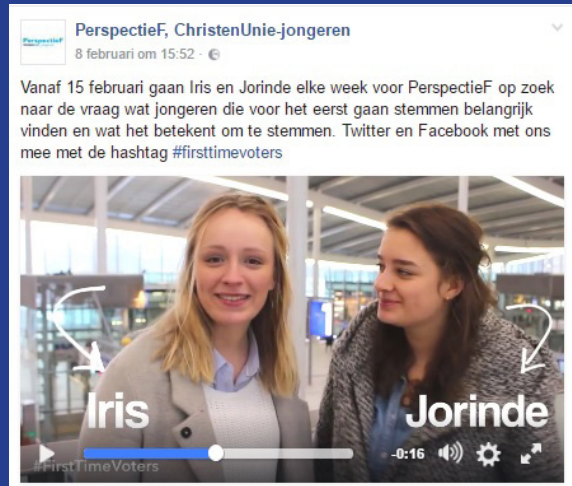 PerspectieF
PerspectieF, ChristenUnie-jongeren
8 februari om 15:52 ·
Vanaf 15 februari gaan Iris en Jorinde elke week voor PerspectieF op zoek
naar de vraag wat jongeren die voor het eerst gaan stemmen belangrijk
vinden en wat het betekent om te stemmen. Twitter en Facebook met ons
mee met de hashtag #firsttimevoters
Iris
Jorinde
-0:16
#FirstTimeVoters